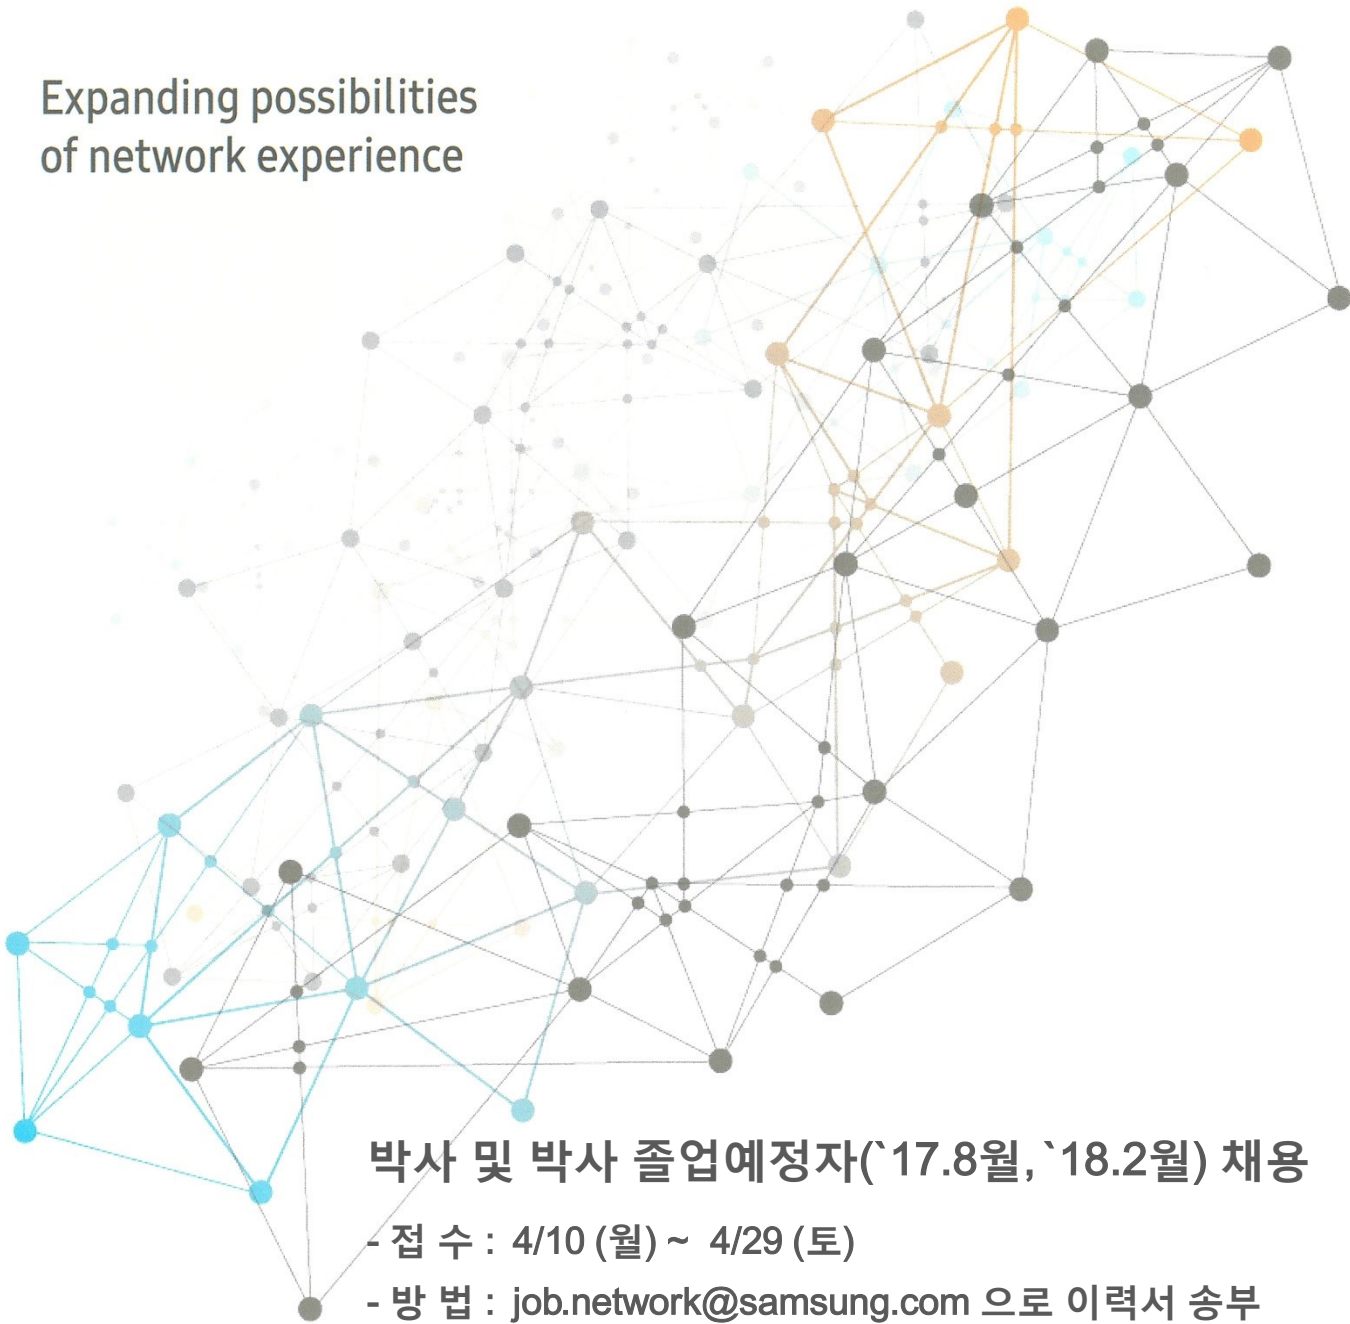 Expanding possibilities
of network experience
박사 및 박사 졸업예정자(`17.8월, `18.2월) 채용
- 접 수 : 4/10 (월) ~ 4/29 (토)
- 방 법 : job.network@samsung.com 으로 이력서 송부